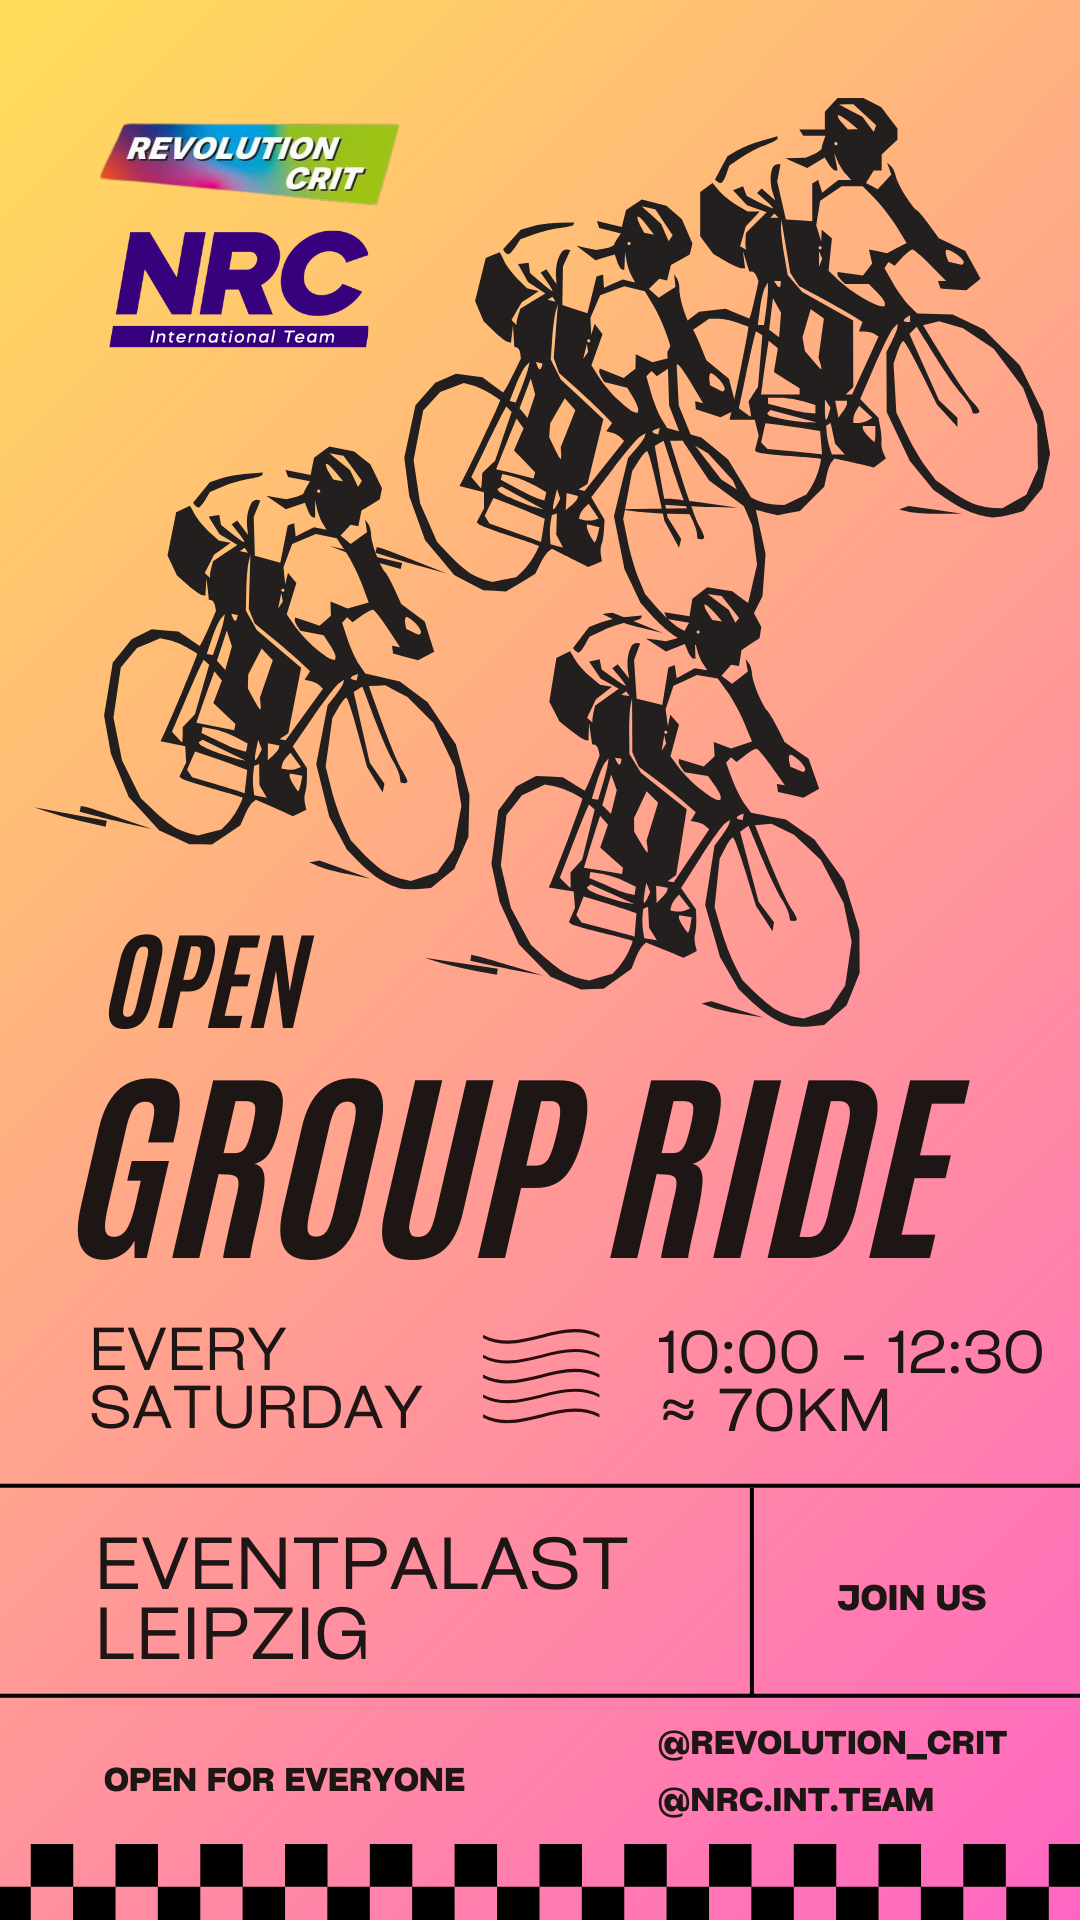 REVOLUTION
CRIT
NRC
International Team
OPEN
GROUP RIDE
EVERY
SATURDAY
10:00 - 12:30
≈ 70KM
EVENTPALAST
LEIPZIG
JOIN US
OPEN FOR EVERYONE
@REVOLUTION_CRIT
@NRC.INT.TEAM